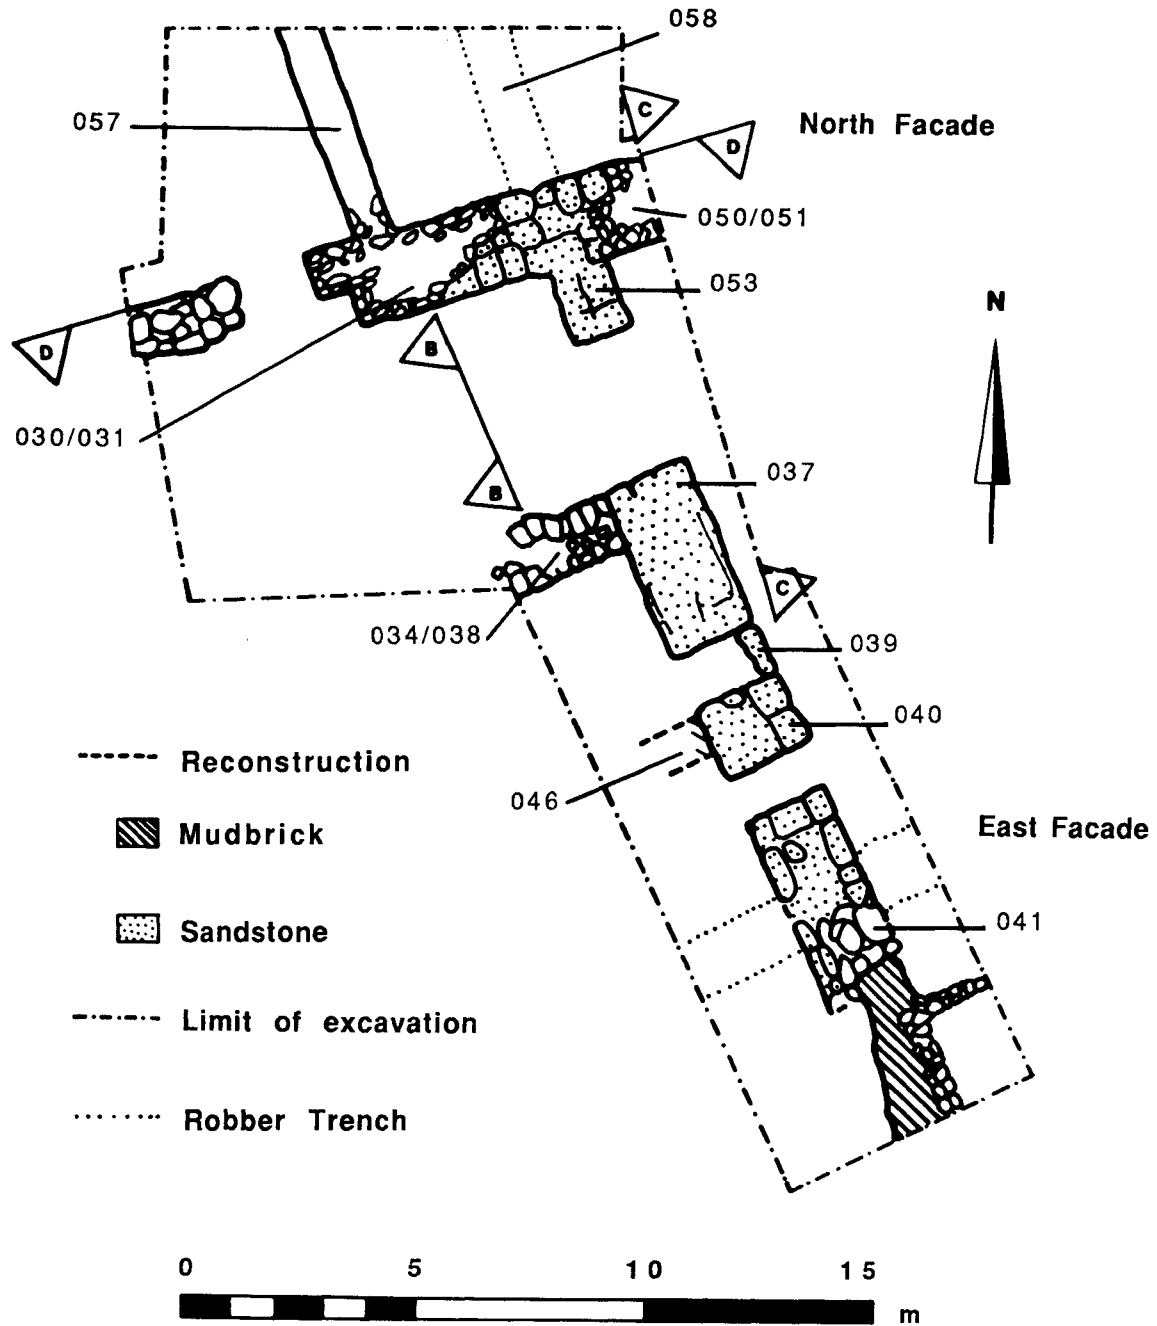 058
057
C
North Facade
D
050/051
053
N
D
B
030/031
037
B
C
034/038
039
040
Reconstruction
046
Mudbrick
East Facade
Sandstone
041
Limit of excavation
Robber Trench
0 5 10 15
m